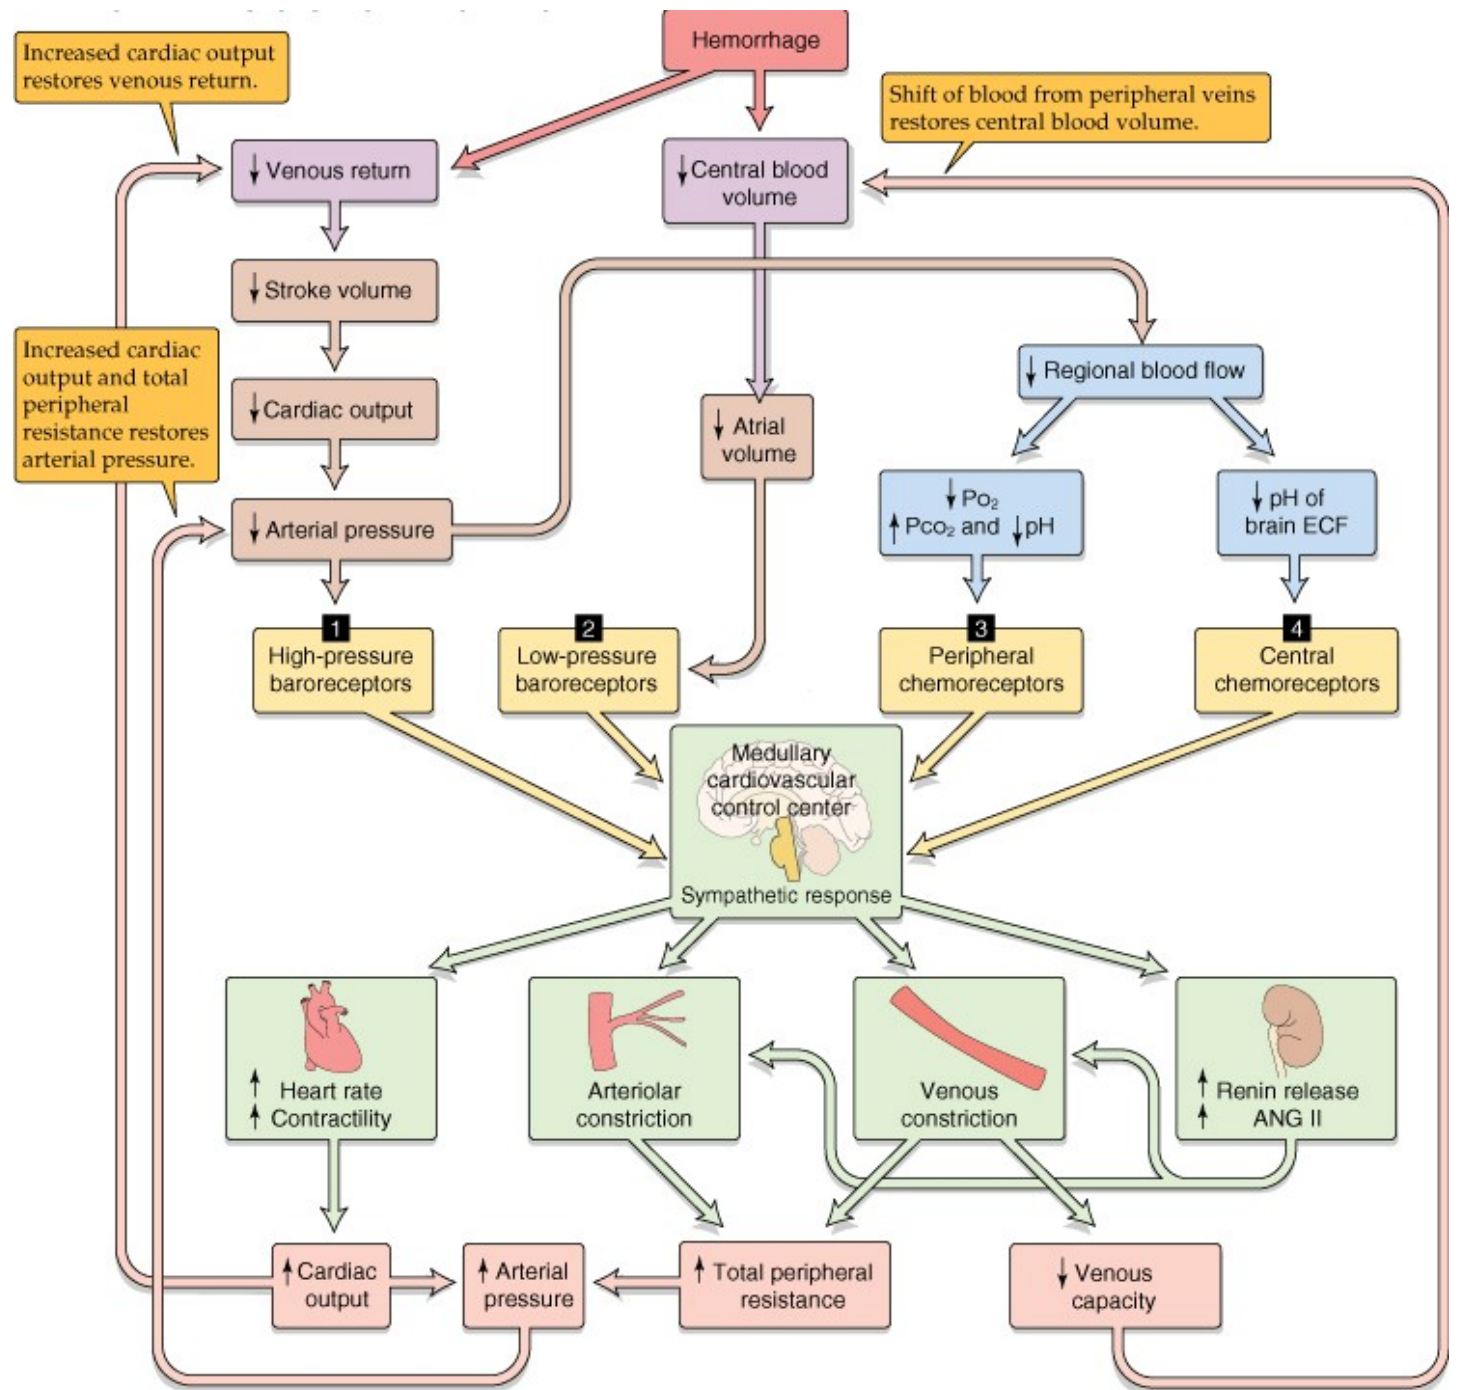 Hemorrhage
Increased cardiac output
restores venous return.
Shift of blood from peripheral veins
restores central blood volume.
↓ Venous return
↓ Central blood
volume
↓ Stroke volume
Increased cardiac
output and total
peripheral
resistance restores
arterial pressure.
↓ Regional blood flow
↓ Cardiac output
↓ Atrial
volume
↓ Arterial pressure
↓ Po₂
↑ Pco₂ and ↓ pH
↓ pH of
brain ECF
1
High-pressure
baroreceptors
2
Low-pressure
baroreceptors
3
Peripheral
chemoreceptors
4
Central
chemoreceptors
Medullary
cardiovascular
control center
Sympathetic response
↑ Heart rate
↑ Contractility
Arteriolar
constriction
Venous
constriction
↑ Renin release
↑ ANG II
↑ Cardiac
output
↑ Arterial
pressure
↑ Total peripheral
resistance
↓ Venous
capacity